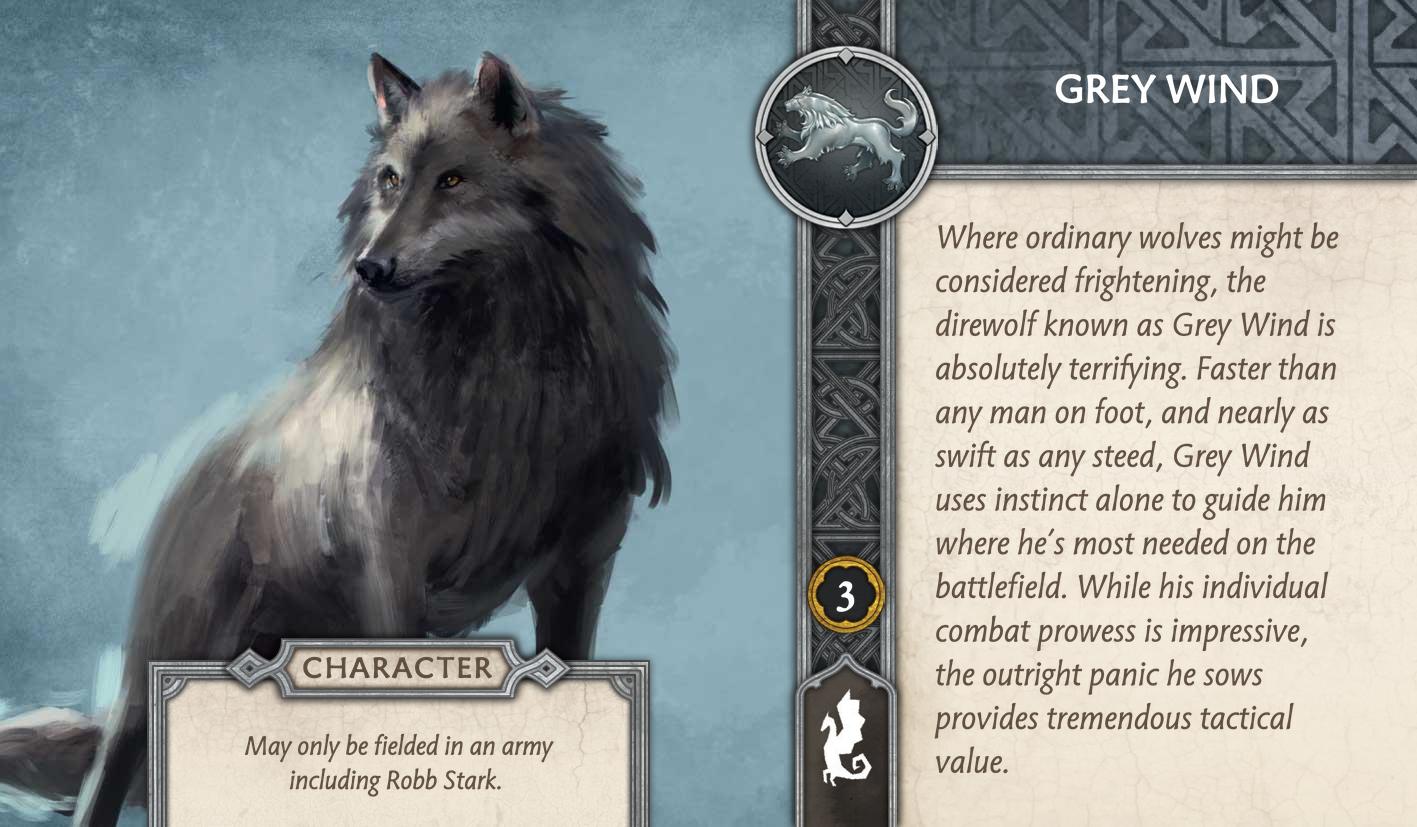 GREY WIND
Where ordinary wolves might be
considered frightening, the
direwolf known as Grey Wind is
absolutely terrifying. Faster than
any man on foot, and nearly as
swift as any steed, Grey Wind
uses instinct alone to guide him
where he's most needed on the
battlefield. While his individual
combat prowess is impressive,
the outright panic he sows
provides tremendous tactical
value.
3
CHARACTER
May only be fielded in an army
including Robb Stark.